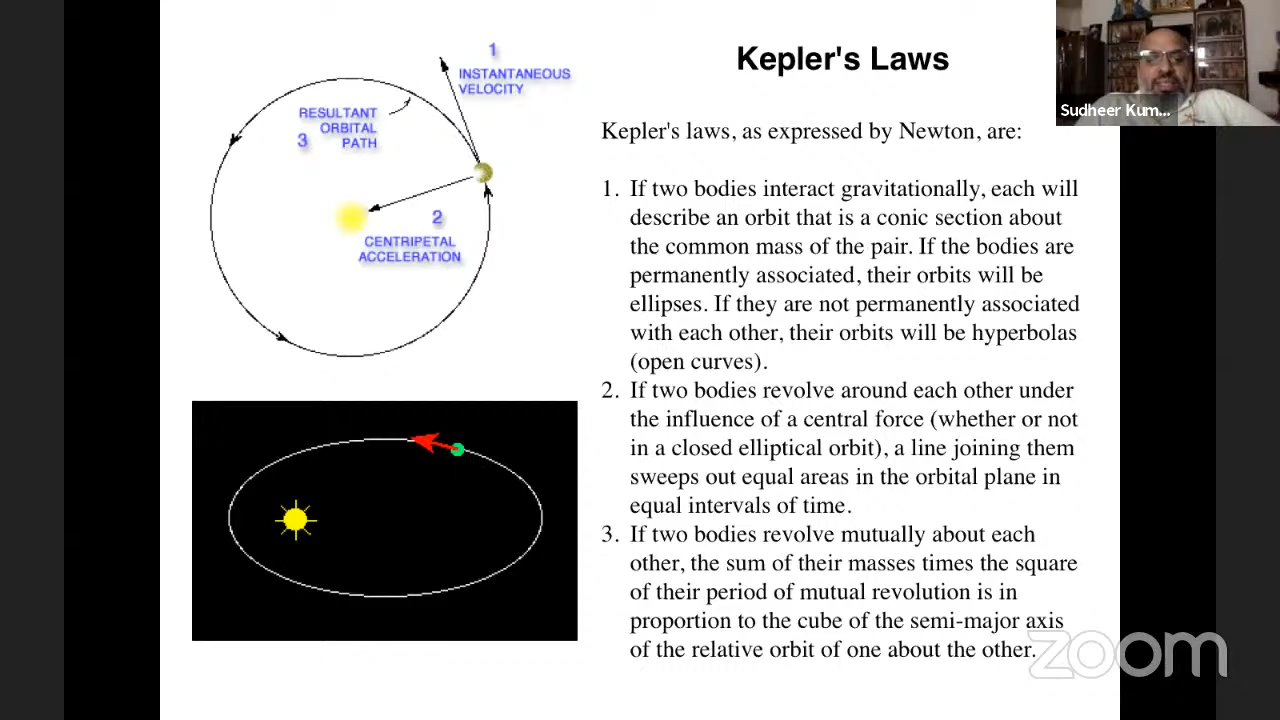 Kepler's Laws
1
INSTANTANEOUS
VELOCITY
RESULTANT
ORBITAL
3 PATH
2
CENTRIPETAL
ACCELERATION
Sudheer Kum...
Kepler's laws, as expressed by Newton, are:
1. If two bodies interact gravitationally, each will
describe an orbit that is a conic section about
the common mass of the pair. If the bodies are
permanently associated, their orbits will be
ellipses. If they are not permanently associated
with each other, their orbits will be hyperbolas
(open curves).
2. If two bodies revolve around each other under
the influence of a central force (whether or not
in a closed elliptical orbit), a line joining them
sweeps out equal areas in the orbital plane in
equal intervals of time.
3. If two bodies revolve mutually about each
other, the sum of their masses times the square
of their period of mutual revolution is in
proportion to the cube of the semi-major axis
of the relative orbit of one about the other.
zoom